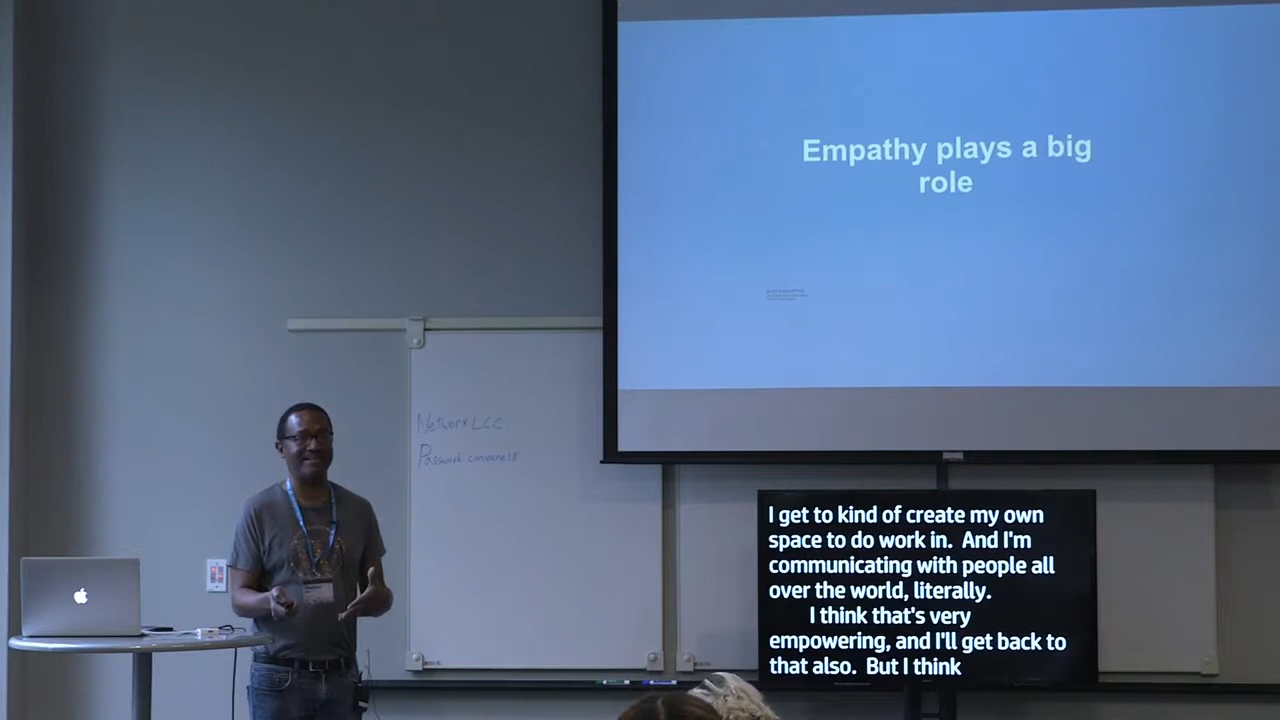 Empathy plays a big
role
AUTOMATTIC
Network LCC
Password:
I get to kind of create my own
space to do work in.  And I'm
communicating with people all
over the world, literally.
I think that's very
empowering, and I'll get back to
that also.  But I think